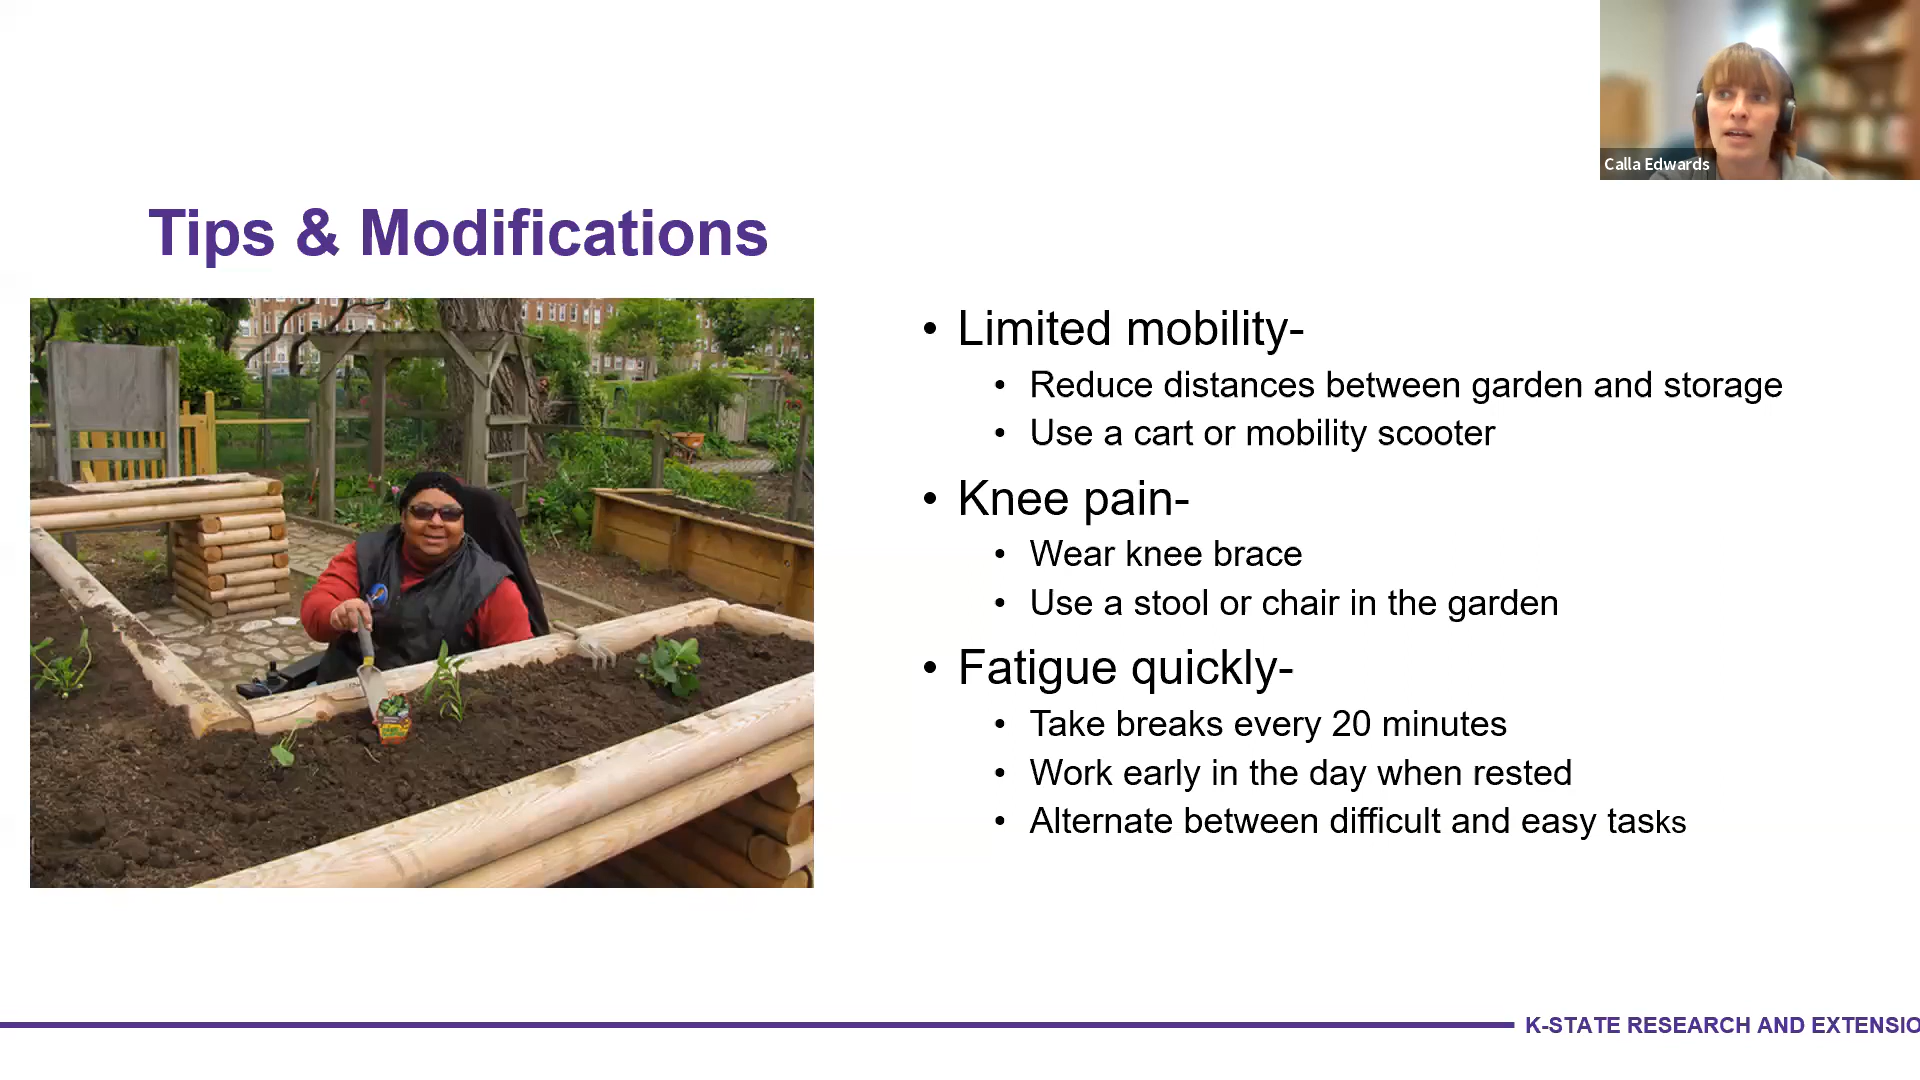 Calla Edwards
Tips & Modifications
• Limited mobility-
• Reduce distances between garden and storage
• Use a cart or mobility scooter
• Knee pain-
• Wear knee brace
• Use a stool or chair in the garden
• Fatigue quickly-
• Take breaks every 20 minutes
• Work early in the day when rested
• Alternate between difficult and easy tasks
K-STATE RESEARCH AND EXTENSIO